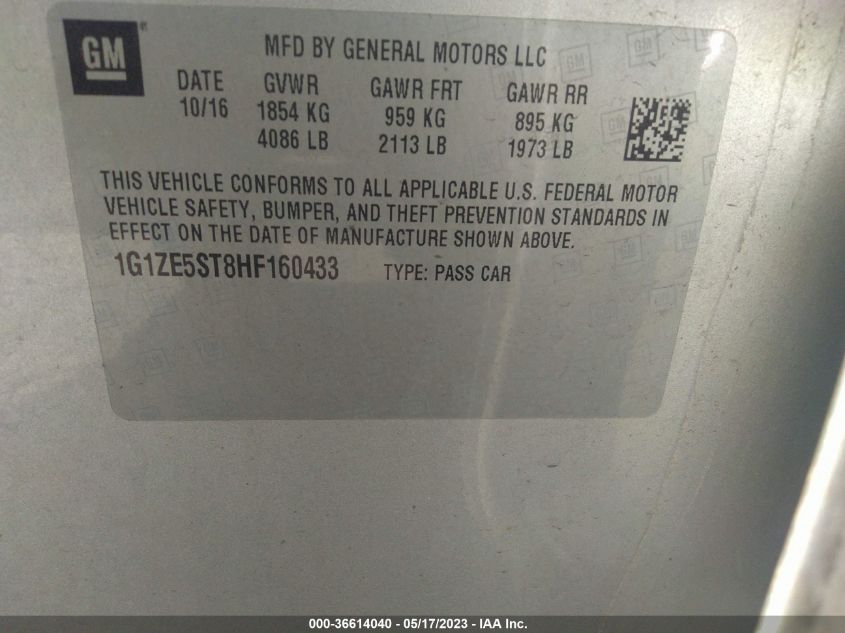 GM
MFD BY GENERAL MOTORS LLC
DATE GVWR GAWR FRT GAWR RR
10/16 1854 KG 959 KG 895 KG
4086 LB 2113 LB 1973 LB
THIS VEHICLE CONFORMS TO ALL APPLICABLE U.S. FEDERAL MOTOR
VEHICLE SAFETY, BUMPER, AND THEFT PREVENTION STANDARDS IN
EFFECT ON THE DATE OF MANUFACTURE SHOWN ABOVE.
1G1ZE5ST8HF160433 TYPE: PASS CAR
000-36614040 - 05/17/2023 - IAA Inc.